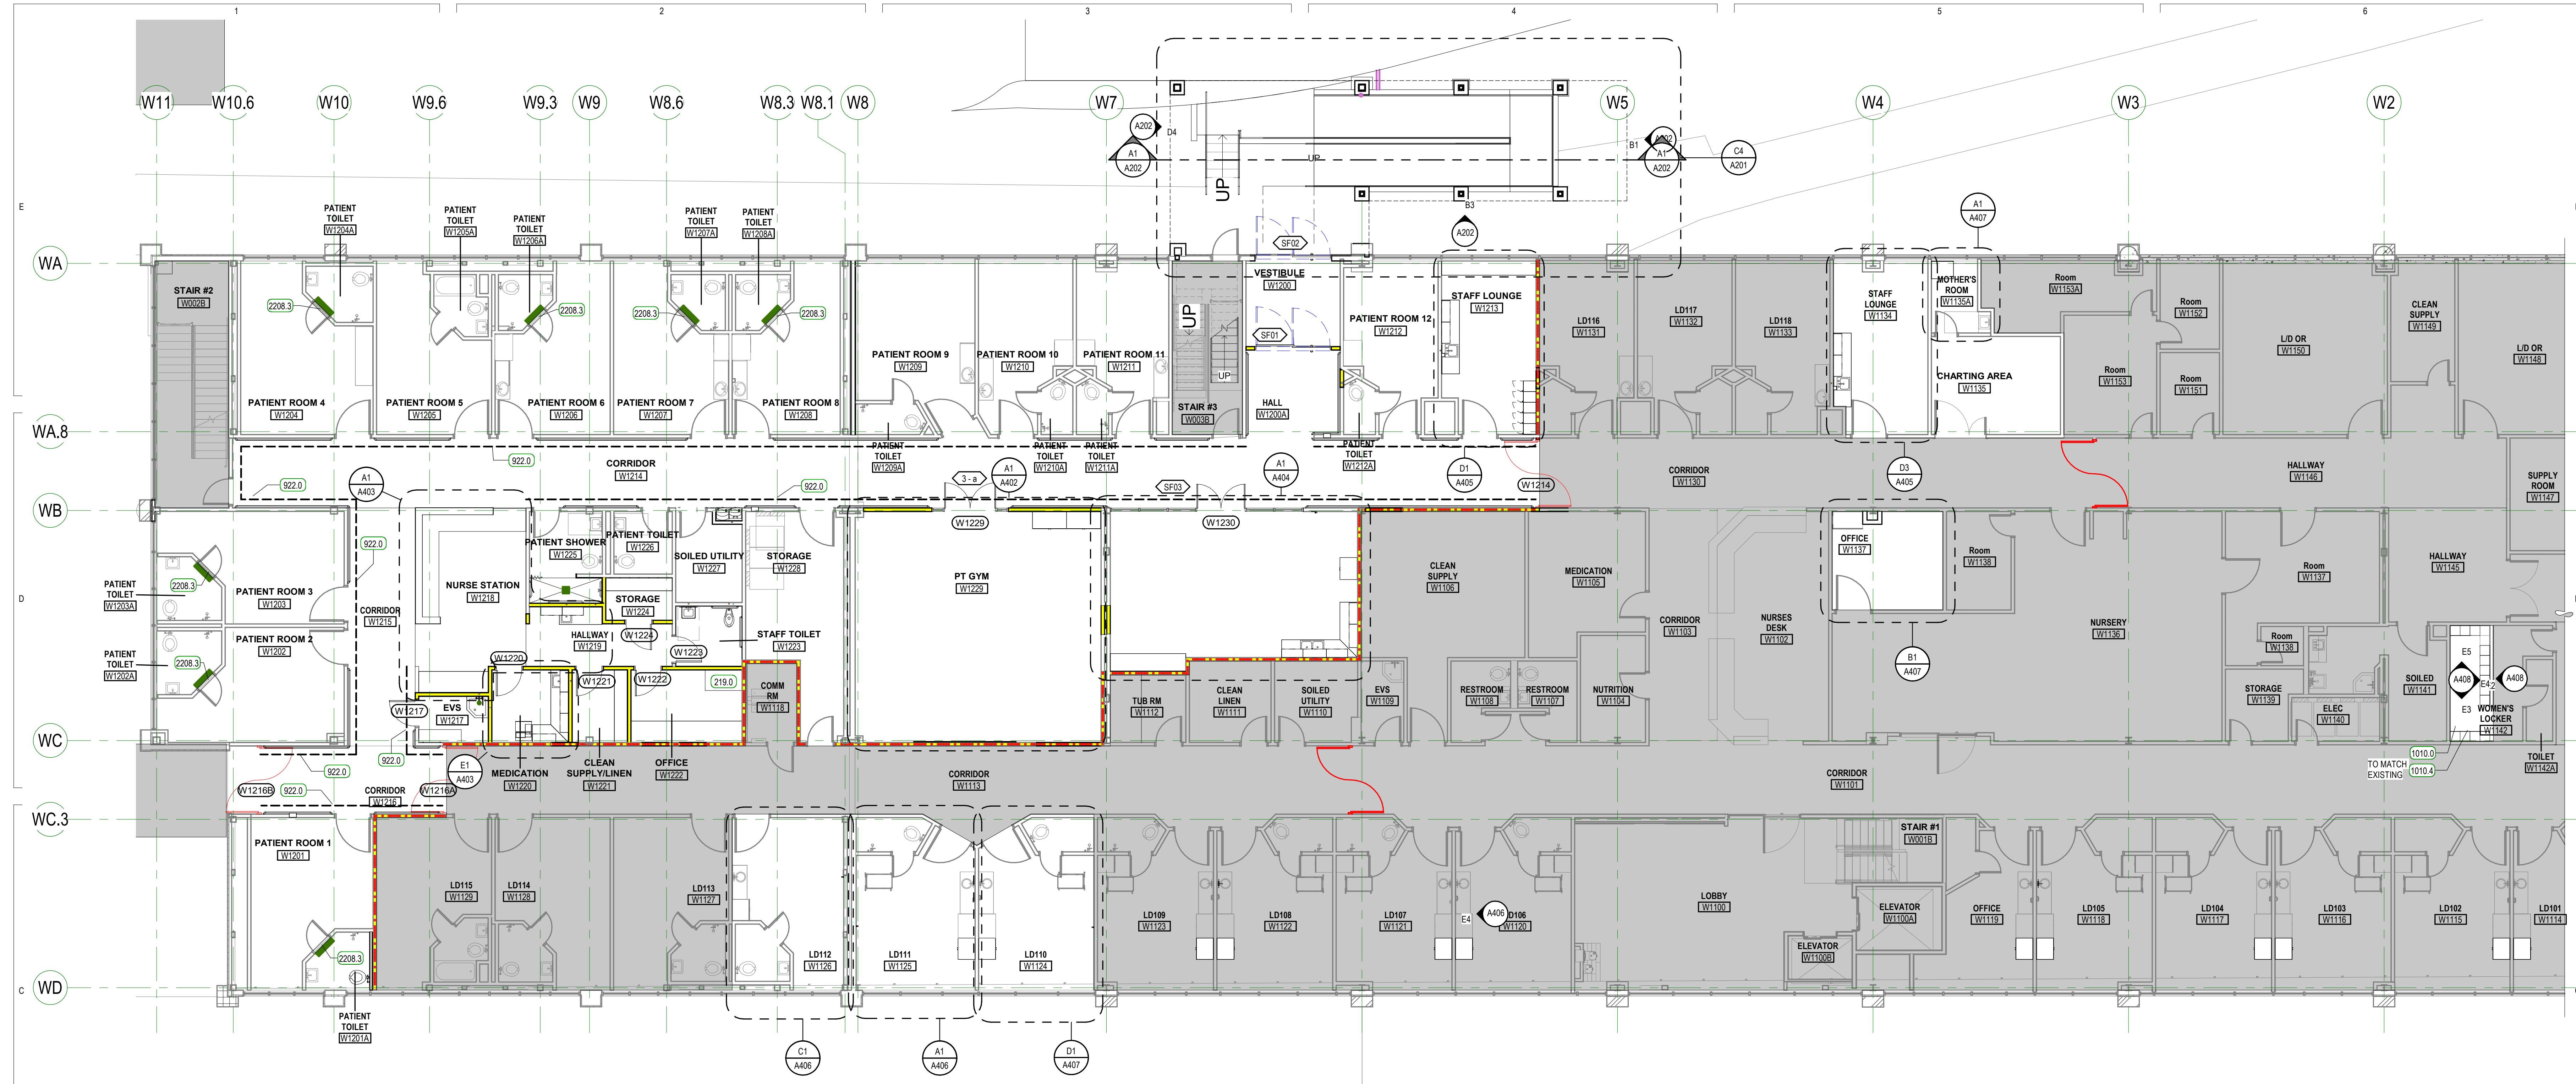 1
2
3
4
5
6
W11
W10.6
W10
W9.6
W9.3
W9
W8.6
W8.3
W8.1
W8
W7
W5
W4
W3
W2
A202
D4
A1
A202
UP
UP
B1
A1
A202
C4
A201
B3
A202
E
PATIENT
TOILET
W1204A
PATIENT
TOILET
W1205A
PATIENT
TOILET
W1206A
PATIENT
TOILET
W1207A
PATIENT
TOILET
W1208A
A1
A407
SF02
WA
STAIR #2
W002B
2208.3
2208.3
2208.3
2208.3
VESTIBULE
W1200
SF01
UP
UP
STAFF LOUNGE
W1213
PATIENT ROOM 12
W1212
LD116
W1131
LD117
W1132
LD118
W1133
STAFF
LOUNGE
W1134
MOTHER'S
ROOM
W1135A
Room
W1153A
Room
W1152
CLEAN
SUPPLY
W1149
L/D OR
W1150
L/D OR
W1148
PATIENT ROOM 9
W1209
PATIENT ROOM 10
W1210
PATIENT ROOM 11
W1211
CHARTING AREA
W1135
Room
W1153
Room
W1151
PATIENT ROOM 4
W1204
PATIENT ROOM 5
W1205
PATIENT ROOM 6
W1206
PATIENT ROOM 7
W1207
PATIENT ROOM 8
W1208
STAIR #3
W003B
HALL
W1200A
WA.8
PATIENT
TOILET
W1209A
PATIENT
TOILET
W1210A
PATIENT
TOILET
W1211A
PATIENT
TOILET
W1212A
922.0
CORRIDOR
W1214
922.0
922.0
A1
A403
3 - a
A1
A402
SF03
A1
A404
D1
A405
W1214
CORRIDOR
W1130
D3
A405
HALLWAY
W1146
SUPPLY
ROOM
W1147
WB
W1229
W1230
922.0
PATIENT SHOWER
W1225
PATIENT TOILET
W1226
SOILED UTILITY
W1227
STORAGE
W1228
OFFICE
W1137
Room
W1138
Room
W1137
HALLWAY
W1145
D
PATIENT
TOILET
W1203A
2208.3
PATIENT ROOM 3
W1203
NURSE STATION
W1218
STORAGE
W1224
PT GYM
W1229
CLEAN
SUPPLY
W1106
MEDICATION
W1105
CORRIDOR
W1215
CORRIDOR
W1103
NURSES
DESK
W1102
NURSERY
W1136
PATIENT ROOM 2
W1202
W1224
HALLWAY
W1219
STAFF TOILET
W1223
W1223
Room
W1138
PATIENT
TOILET
W1202A
2208.3
W1220
W1221
W1222
219.0
COMM
RM
W1118
B1
A407
E5
A408
E4
A408
E3
SOILED
W1141
WOMEN'S
LOCKER
W1142
W1217
EVS
W1217
TUB RM
W1112
CLEAN
LINEN
W1111
SOILED
UTILITY
W1110
EVS
W1109
RESTROOM
W1108
RESTROOM
W1107
NUTRITION
W1104
STORAGE
W1139
ELEC
W1140
WC
922.0
922.0
E1
A403
MEDICATION
W1220
CLEAN
SUPPLY/LINEN
W1221
OFFICE
W1222
CORRIDOR
W1113
CORRIDOR
W1101
1010.0
TO MATCH
EXISTING
1010.4
TOILET
W1142A
W1216B
922.0
CORRIDOR
W1216
W1216A
WC.3
PATIENT ROOM 1
W1201
STAIR #1
W001B
LD115
W1129
LD114
W1128
LD113
W1127
LOBBY
W1100
ELEVATOR
W1100A
ELEVATOR
W1100B
LD109
W1123
LD108
W1122
LD107
W1121
E4
A406
W1120
OFFICE
W1119
LD105
W1118
LD104
W1117
LD103
W1116
LD102
W1115
LD101
W1114
2208.3
LD112
W1126
LD111
W1125
LD110
W1124
C
WD
PATIENT
TOILET
W1201A
C1
A406
A1
A406
D1
A407